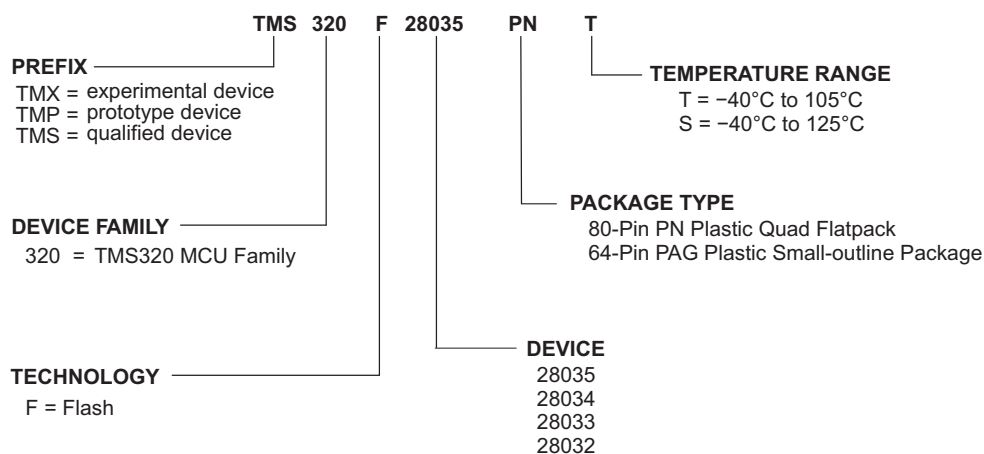 TMS 320 F 28035 PN T
PREFIX
TMX = experimental device
TMP = prototype device
TMS = qualified device
TEMPERATURE RANGE
T = −40°C to 105°C
S = −40°C to 125°C
PACKAGE TYPE
80-Pin PN Plastic Quad Flatpack
64-Pin PAG Plastic Small-outline Package
DEVICE FAMILY
320 = TMS320 MCU Family
DEVICE
28035
28034
28033
28032
TECHNOLOGY
F = Flash